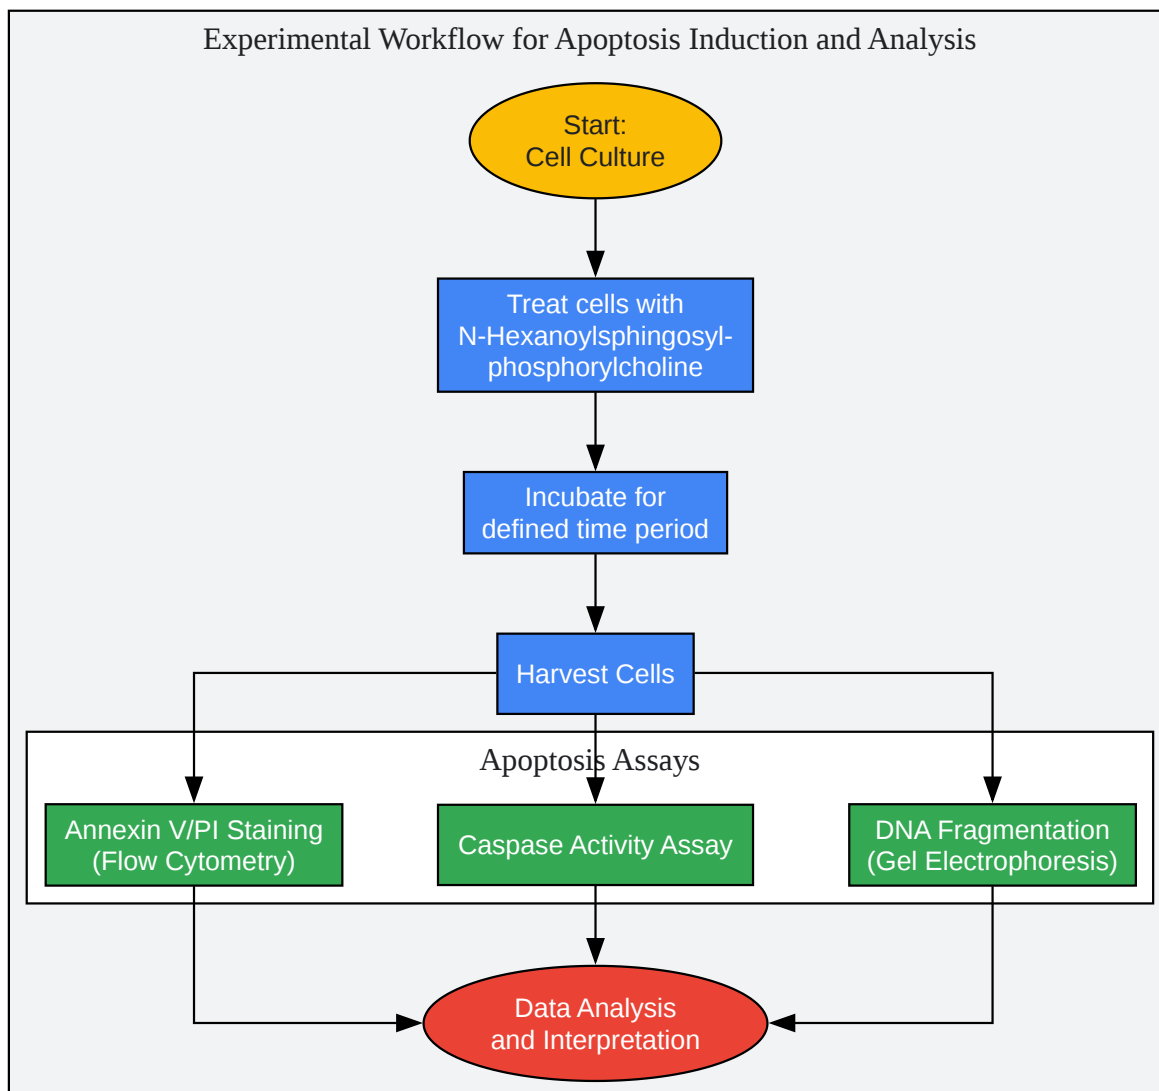 Experimental Workflow for Apoptosis Induction and Analysis
Start:
Cell Culture
Treat cells with
N-Hexanoylsphingosyl-
phosphorylcholine
Incubate for
defined time period
Harvest Cells
Apoptosis Assays
Annexin V/PI Staining
(Flow Cytometry)
Caspase Activity Assay
DNA Fragmentation
(Gel Electrophoresis)
Data Analysis
and Interpretation